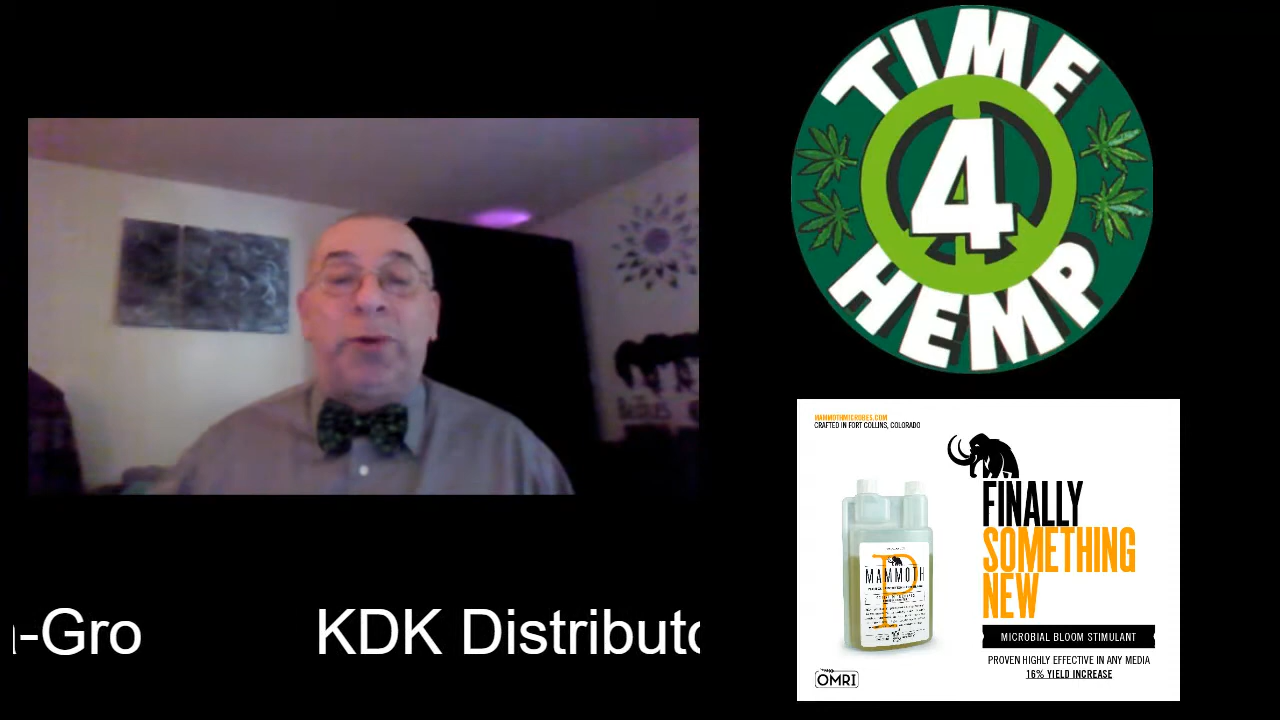 TIME
4
HEMP
MAMMOTHMICROBES.COM
CRAFTED IN FORT COLLINS, COLORADO
FINALLY
SOMETHING
NEW
MAMMOTH
P
MICROBIAL BLOOM STIMULANT
PROVEN HIGHLY EFFECTIVE IN ANY MEDIA
16% YIELD INCREASE
OMRI
-Gro KDK Distributo